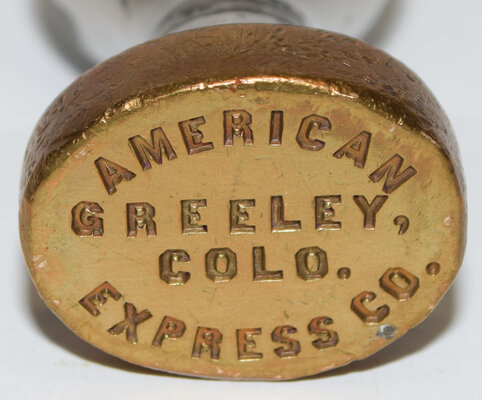 AMERICAN
GREELEY,
COLO.
EXPRESS CO.